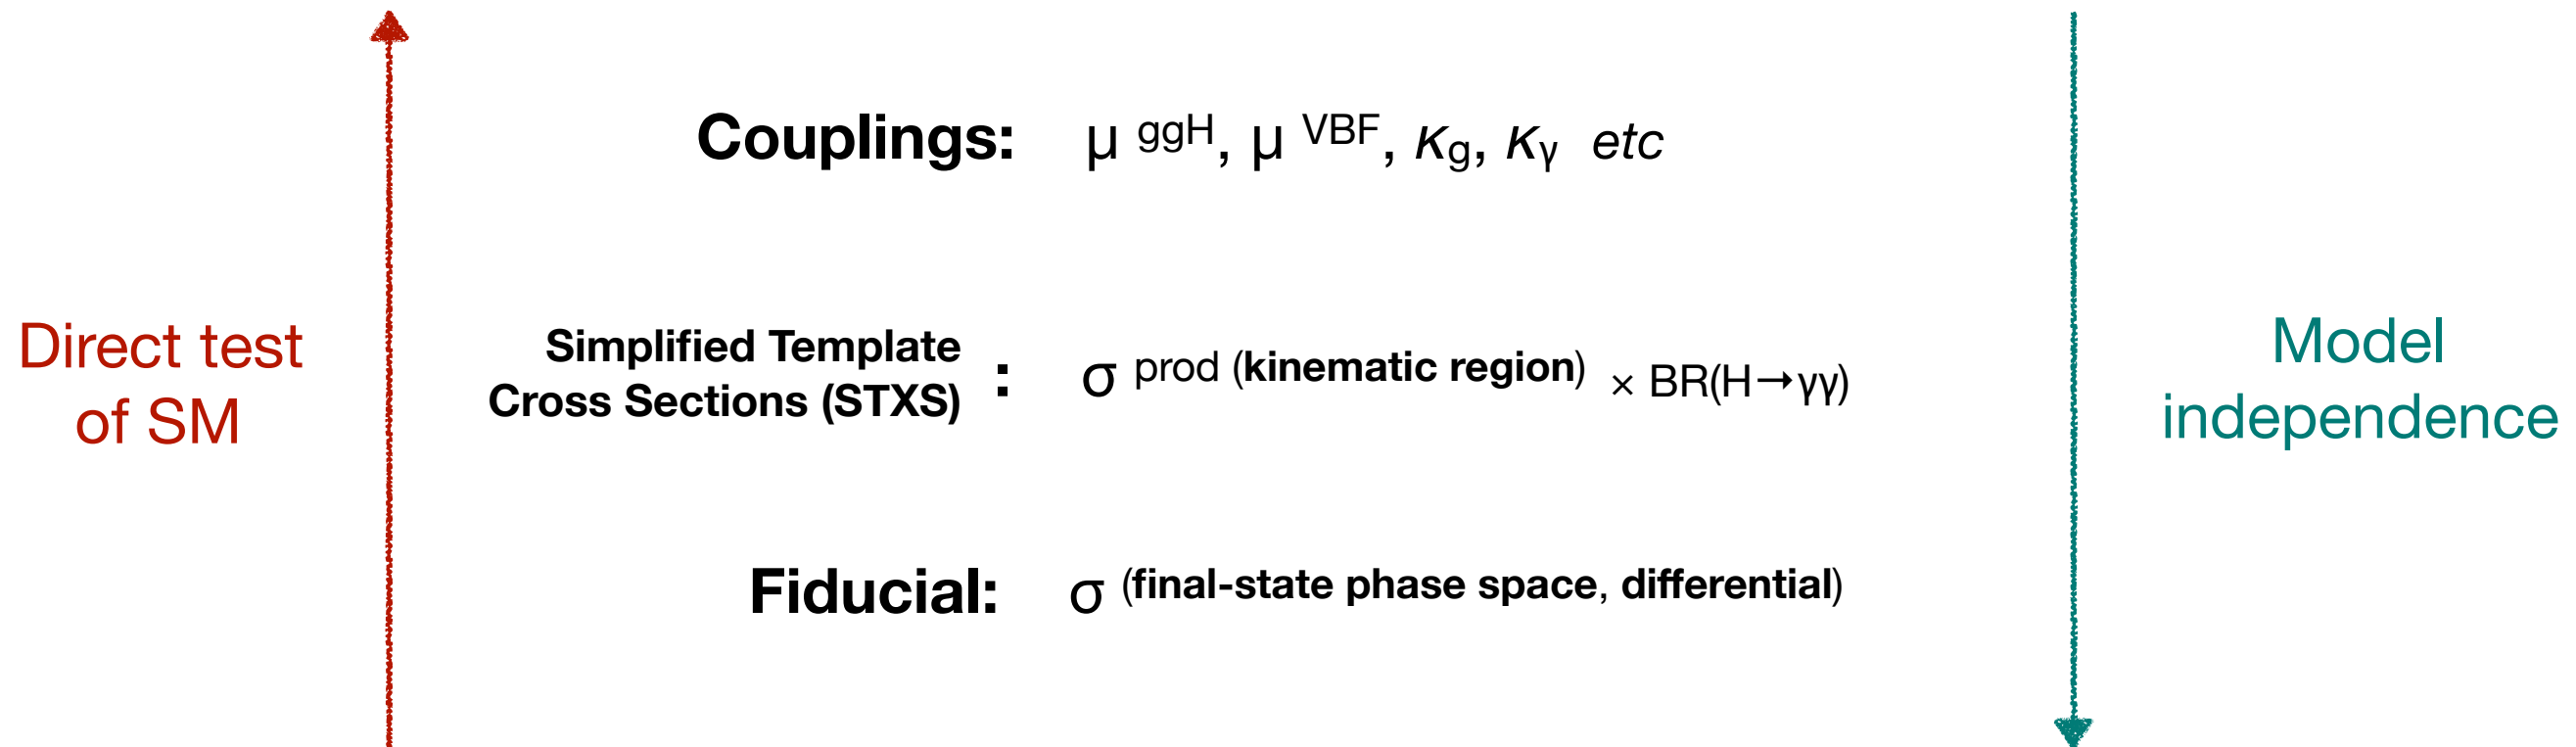 Couplings: μ ggH, μ VBF, κg, κγ etc
Direct test
of SM
Simplified Template
Cross Sections (STXS) : σ prod (kinematic region) × BR(H→γγ)
Model
independence
Fiducial: σ (final-state phase space, differential)